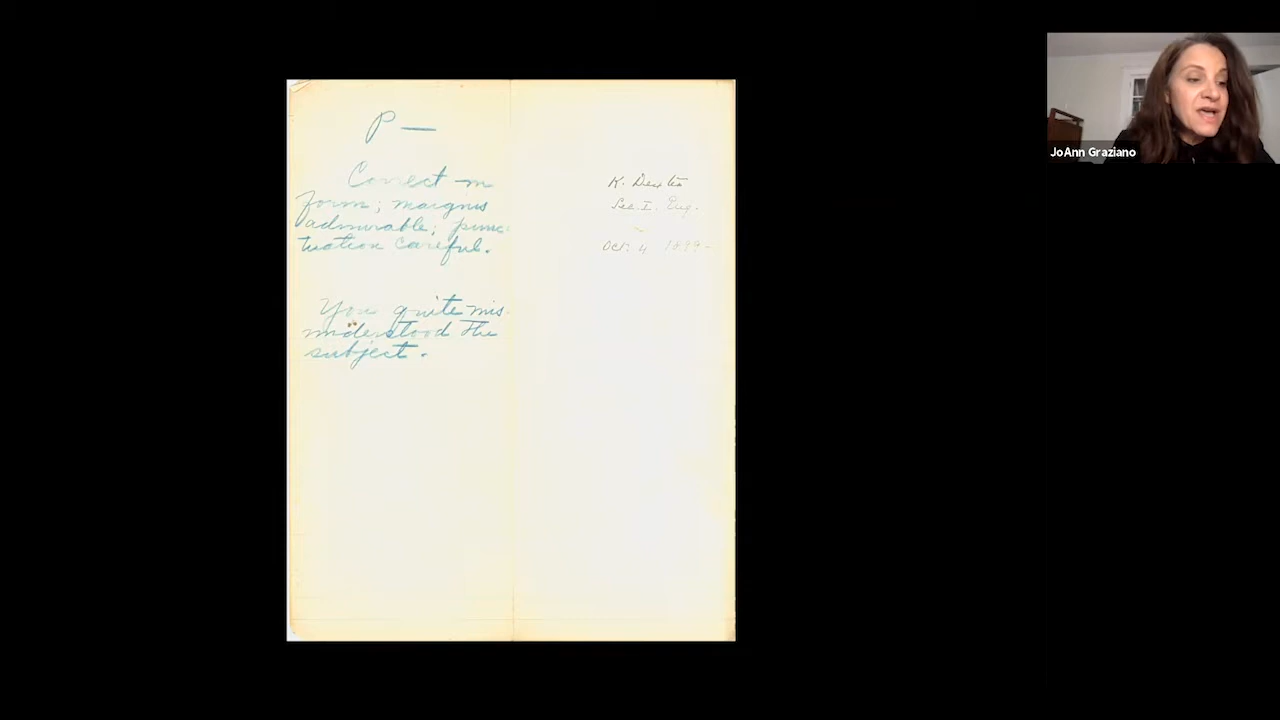 P —
Correct in
form; margins
admirable; punc-
tuation careful.
You quite mis-
understood the
subject.
K. Dexter
Sec. I. Eng.
Oct. 4 1899-
JoAnn Graziano